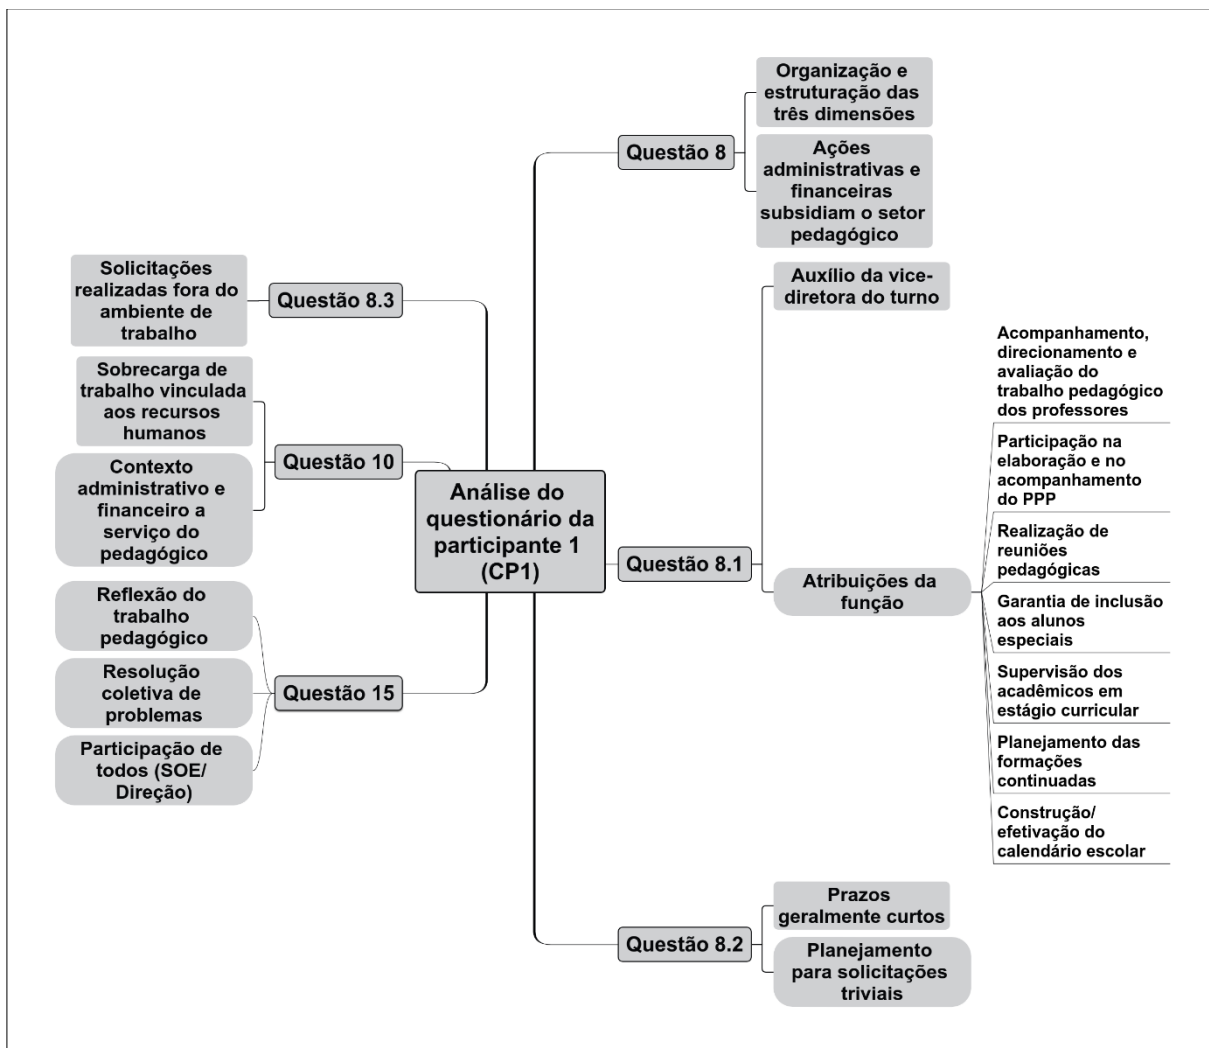 Análise do
questionário da
participante 1
(CP1)
Questão 8
Organização e
estruturação das
três dimensões
Ações
administrativas e
financeiras
subsidiam o setor
pedagógico
Questão 8.1
Auxílio da vice-
diretora do turno
Atribuições da
função
Acompanhamento,
direcionamento e
avaliação do
trabalho pedagógico
dos professores
Participação na
elaboração e no
acompanhamento
do PPP
Realização de
reuniões
pedagógicas
Garantia de inclusão
aos alunos
especiais
Supervisão dos
acadêmicos em
estágio curricular
Planejamento das
formações
continuadas
Construção/
efetivação do
calendário escolar
Questão 8.2
Prazos
geralmente curtos
Planejamento
para solicitações
triviais
Questão 8.3
Solicitações
realizadas fora do
ambiente de
trabalho
Questão 10
Sobrecarga de
trabalho vinculada
aos recursos
humanos
Contexto
administrativo e
financeiro a
serviço do
pedagógico
Questão 15
Reflexão do
trabalho
pedagógico
Resolução
coletiva de
problemas
Participação de
todos (SOE/
Direção)